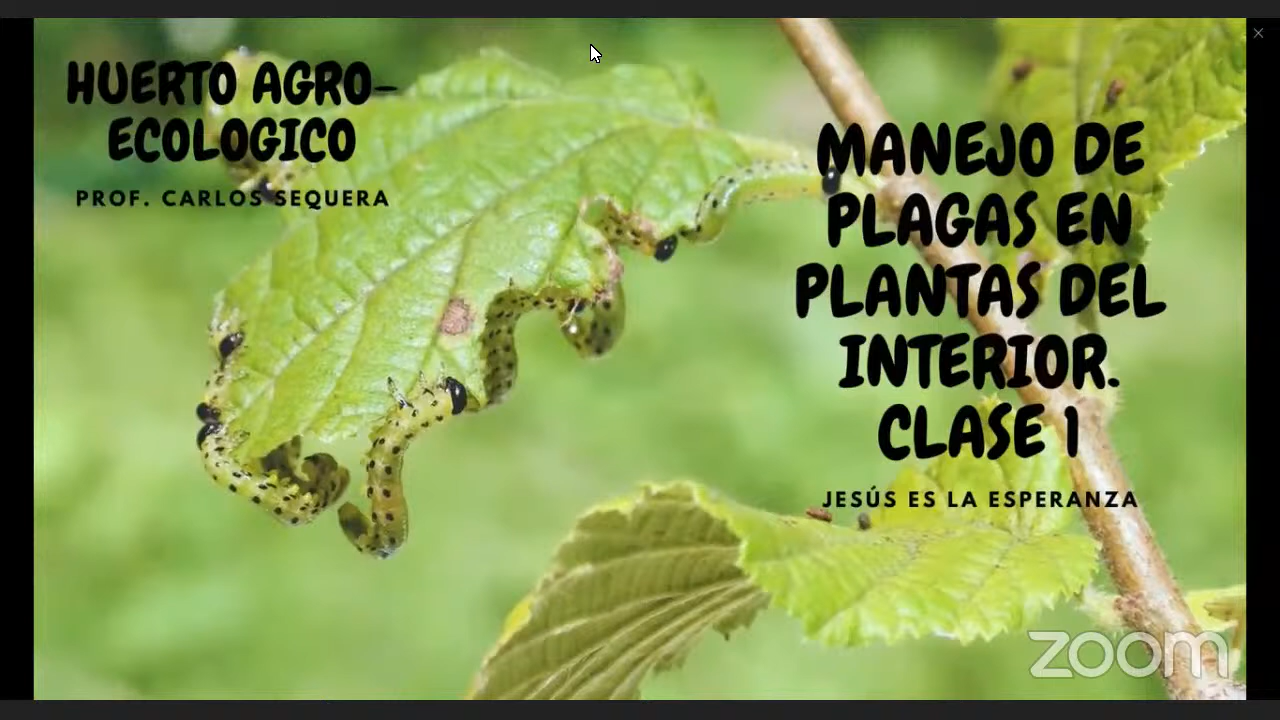 HUERTO AGRO-
ECOLOGICO
PROF. CARLOS SEQUERA
MANEJO DE
PLAGAS EN
PLANTAS DEL
INTERIOR.
CLASE 1
JESÚS ES LA ESPERANZA
zoom